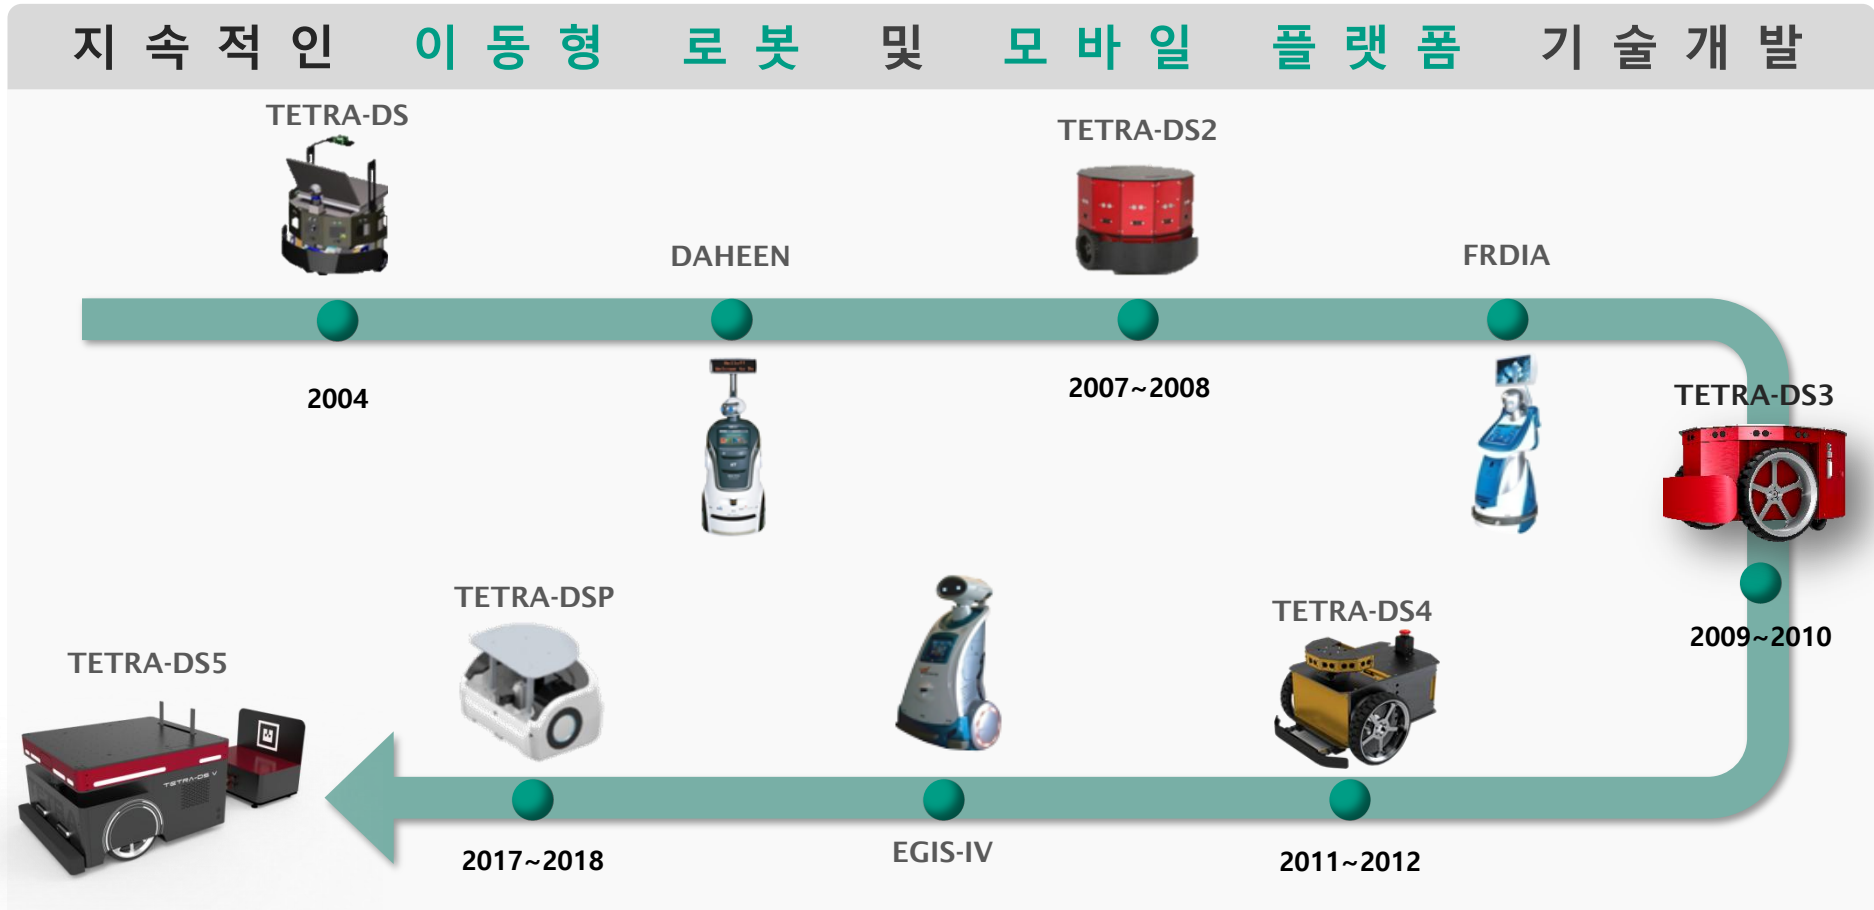 지속적인 이동형 로봇 및 모바일 플랫폼 기술개발
TETRA-DS
TETRA-DS2
DAHEEN
FRDIA
2004
2007~2008
TETRA-DS3
2009~2010
TETRA-DSP
TETRA-DS4
TETRA-DS5
TETRA-DS V
2017~2018
EGIS-IV
2011~2012